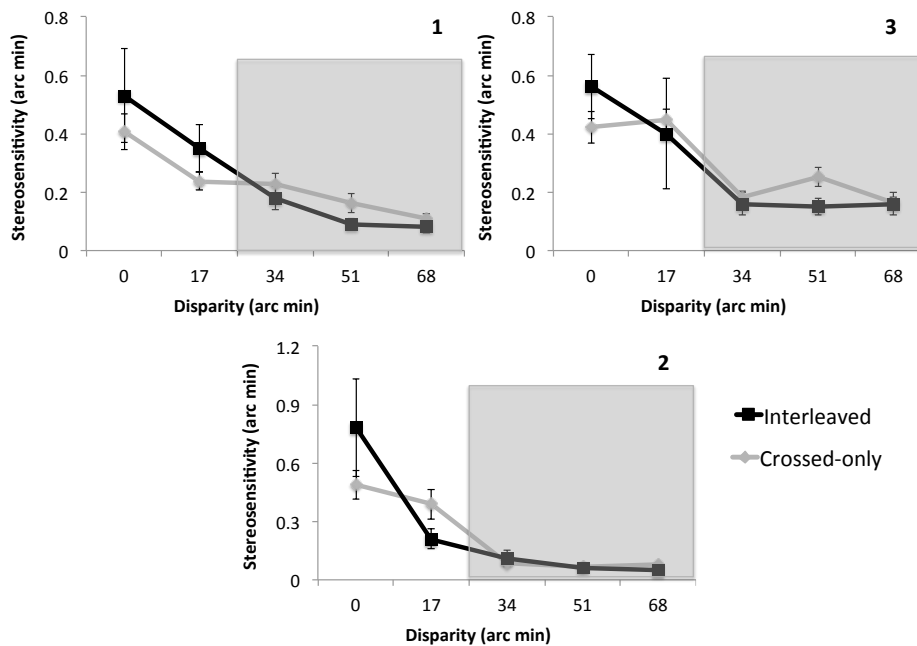 1
Stereosensitivity (arc min)
0.8
0.6
0.4
0.2
0
0 17 34 51 68
Disparity (arc min)
3
Stereosensitivity (arc min)
0.8
0.6
0.4
0.2
0
0 17 34 51 68
Disparity (arc min)
2
Stereosensitivity (arc min)
1.2
0.9
0.6
0.3
0
0 17 34 51 68
Disparity (arc min)
Interleaved
Crossed-only